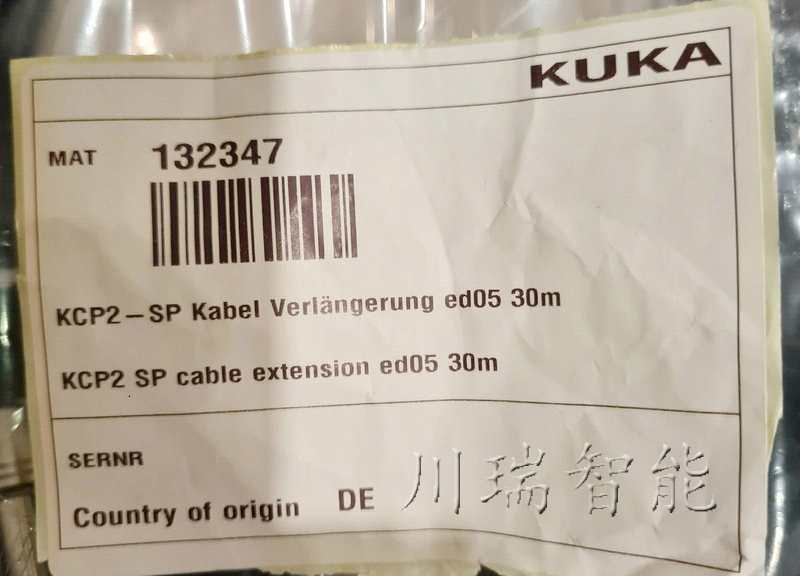 KUKA
MAT 132347
KCP2-SP Kabel Verlängerung ed05 30m
KCP2 SP cable extension ed05 30m
SERNR
Country of origin DE
川瑞智能